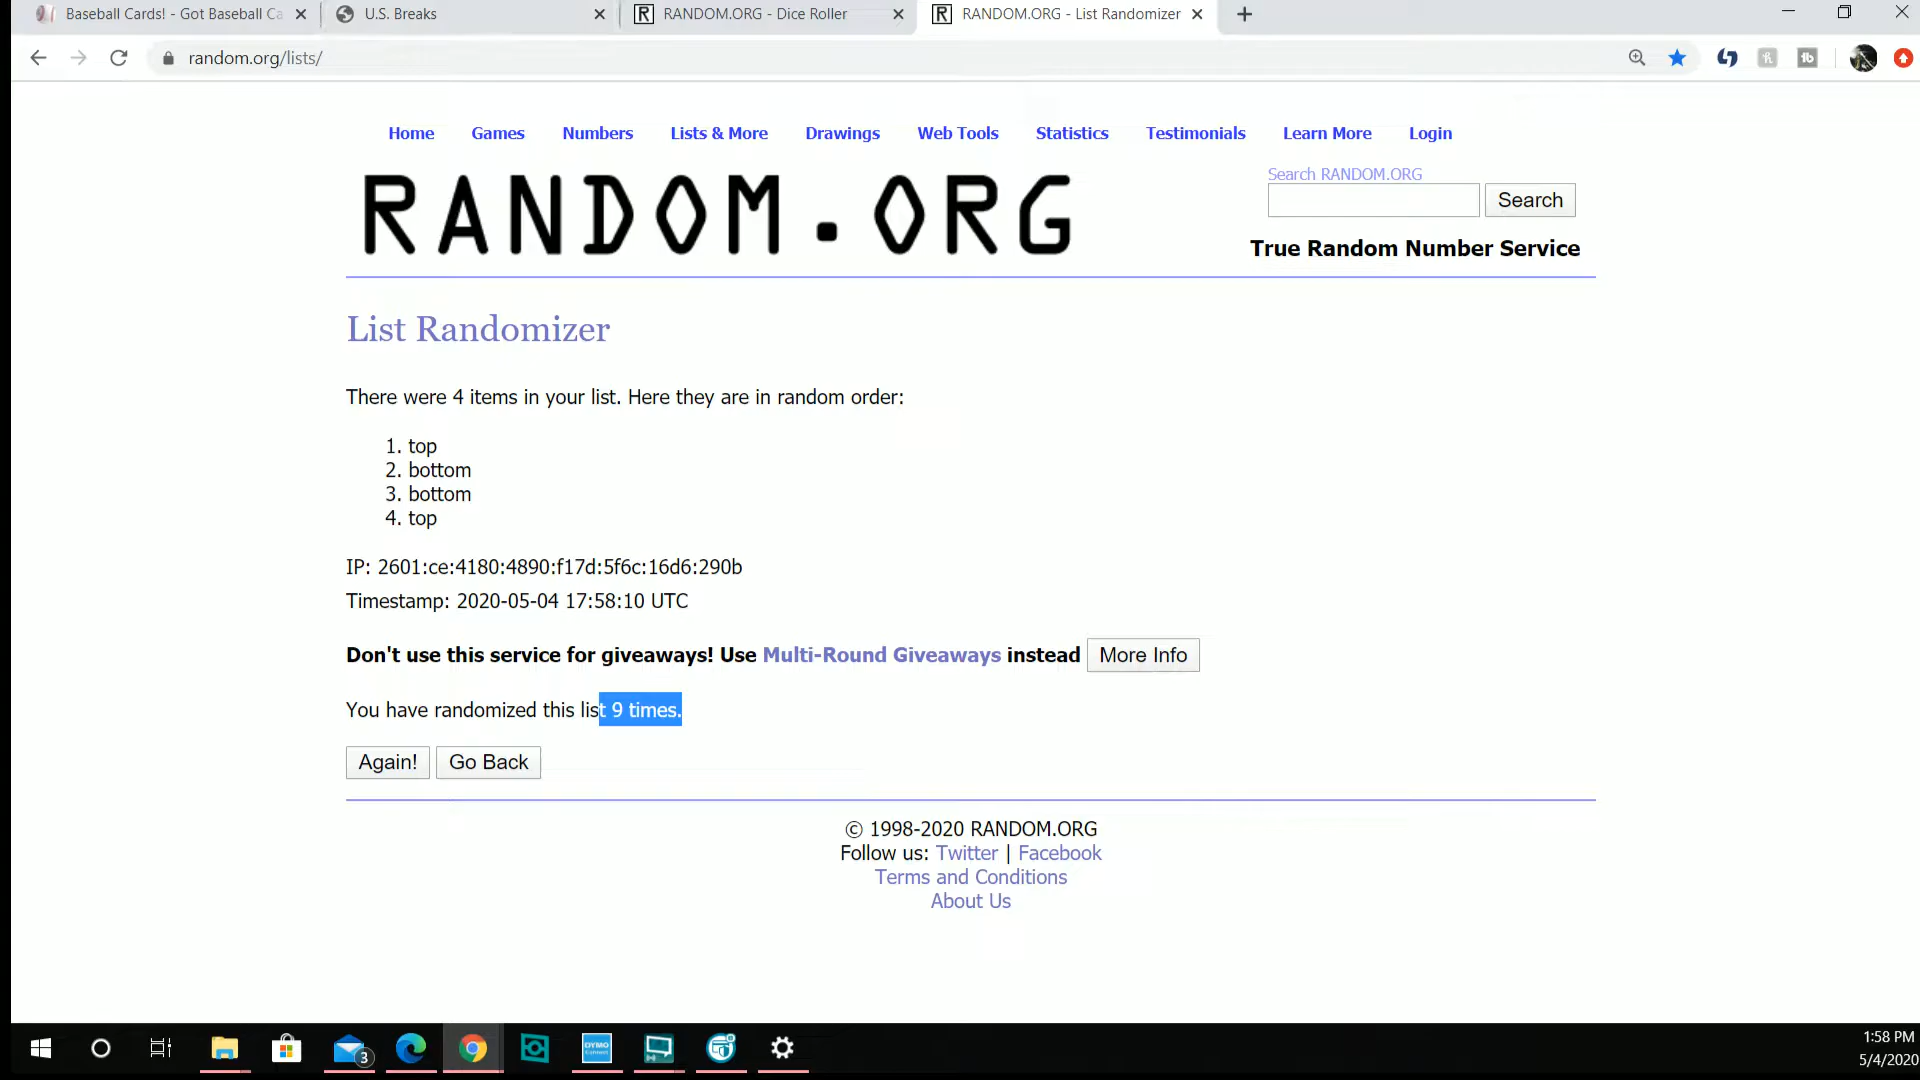 Baseball Cards! - Got Baseball Ca
U.S. Breaks
RANDOM.ORG - Dice Roller
RANDOM.ORG - List Randomizer
random.org/lists/
Home Games Numbers Lists & More Drawings Web Tools Statistics Testimonials Learn More Login
RANDOM.ORG
Search RANDOM.ORG
Search
True Random Number Service
List Randomizer
There were 4 items in your list. Here they are in random order:
1. top
2. bottom
3. bottom
4. top
IP: 2601:ce:4180:4890:f17d:5f6c:16d6:290b
Timestamp: 2020-05-04 17:58:10 UTC
Don't use this service for giveaways! Use Multi-Round Giveaways instead More Info
You have randomized this list 9 times.
Again! Go Back
© 1998-2020 RANDOM.ORG
Follow us: Twitter | Facebook
Terms and Conditions
About Us
3
DYMO
Connect
1:58 PM
5/4/2020